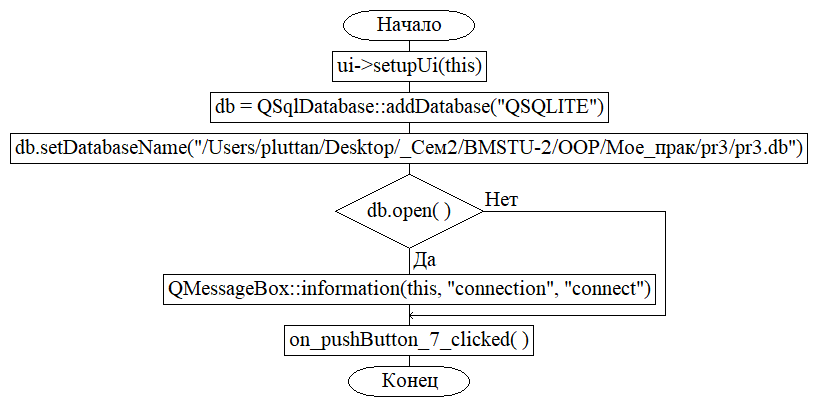 Начало
ui->setupUi(this)
db = QSqlDatabase::addDatabase("QSQLITE")
db.setDatabaseName("/Users/pluttan/Desktop/_Сем2/BMSTU-2/OOP/Мое_прак/pr3/pr3.db")
db.open( )
Нет
Да
QMessageBox::information(this, "connection", "connect")
on_pushButton_7_clicked( )
Конец